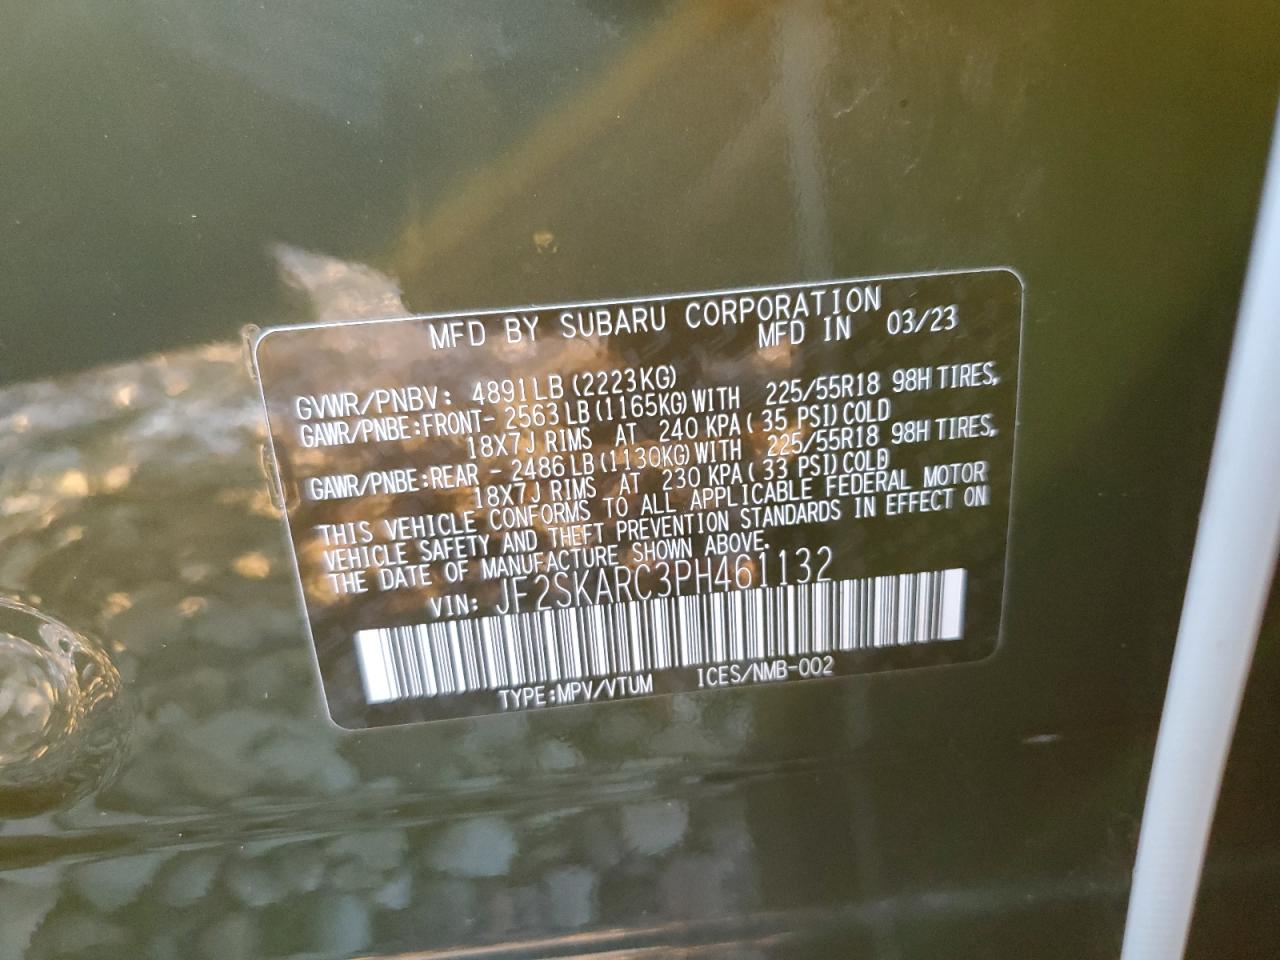 MFD BY SUBARU CORPORATION
MFD IN 03/23
GVWR/PNBV: 4891LB (2223KG)
GAWR/PNBE:FRONT- 2563LB (1165KG) WITH 225/55R18 98H TIRES,
18X7J RIMS AT 240 KPA( 35 PSI) COLD
GAWR/PNBE:REAR - 2486LB (1130KG) WITH 225/55R18 98H TIRES,
18X7J RIMS AT 230 KPA( 33 PSI) COLD
THIS VEHICLE CONFORMS TO ALL APPLICABLE FEDERAL MOTOR
VEHICLE SAFETY AND THEFT PREVENTION STANDARDS IN EFFECT ON
THE DATE OF MANUFACTURE SHOWN ABOVE.
VIN: JF2SKARC3PH461132
TYPE:MPV/VTUM ICES/NMB-002